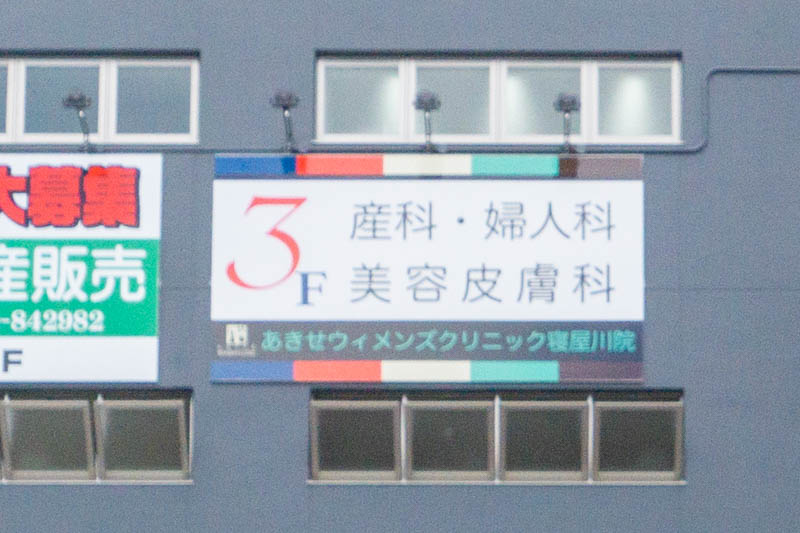 大募集
産販売
-842982
F
3F
産科・婦人科
美容皮膚科
あきせウィメンズクリニック寝屋川院